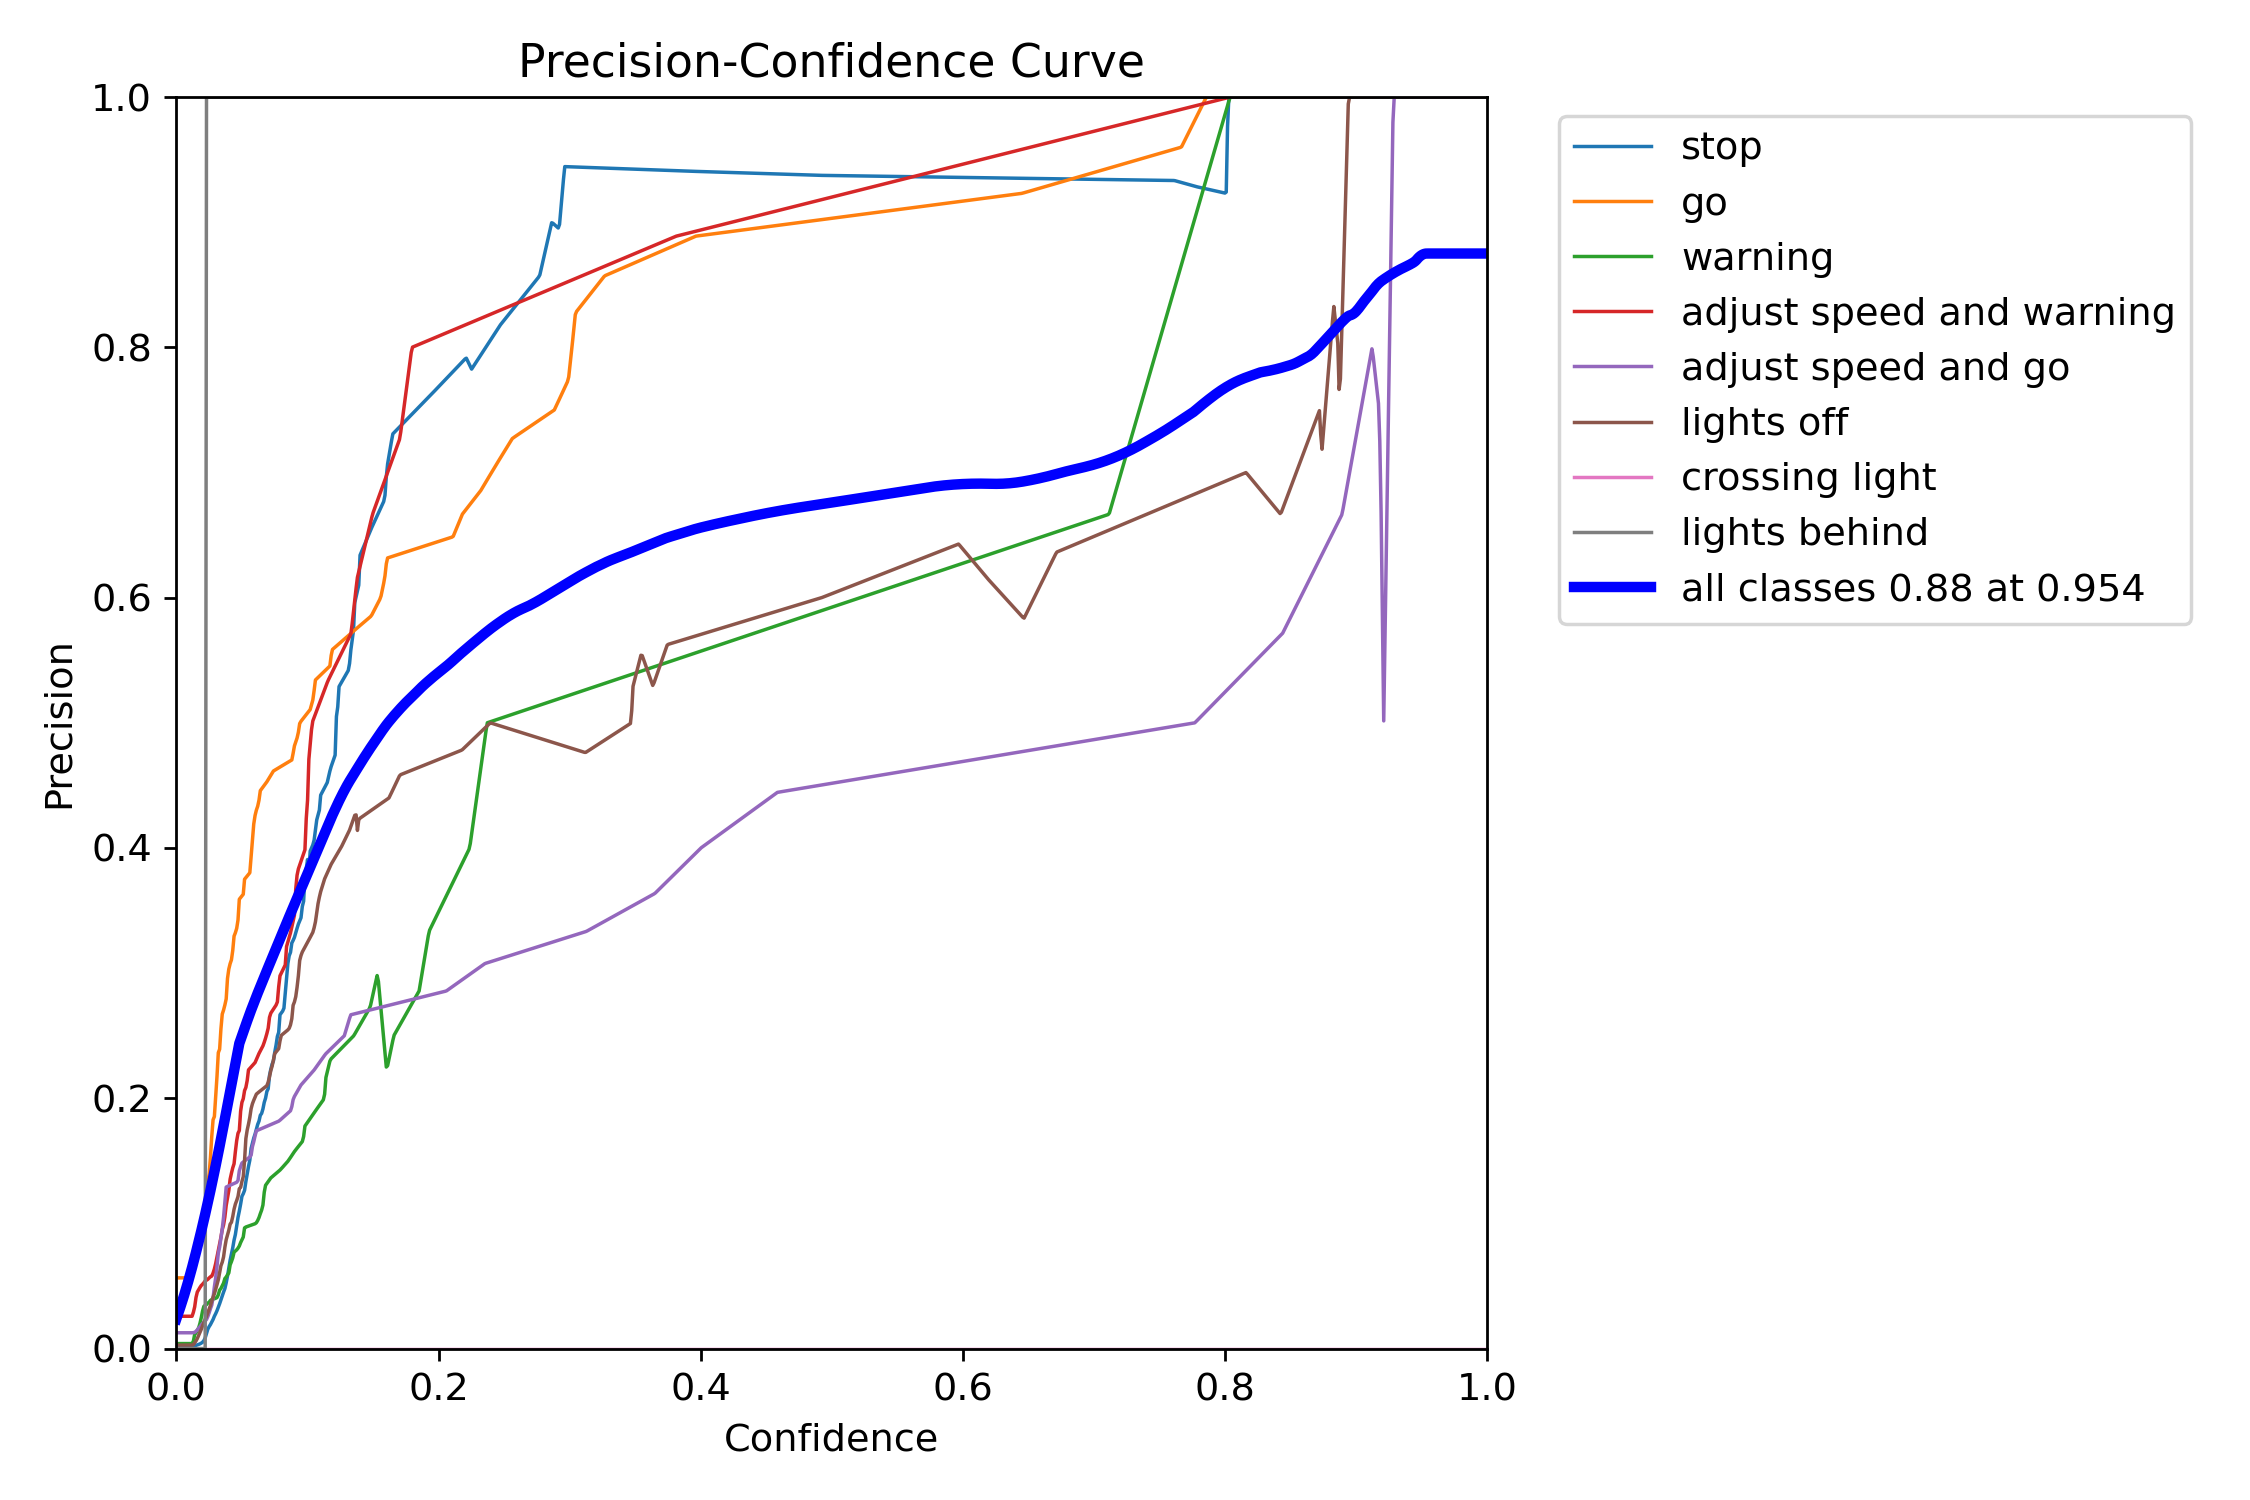 Precision-Confidence Curve
1.0
0.8
0.6
0.4
0.2
0.0
Precision
0.0 0.2 0.4 0.6 0.8 1.0
Confidence
stop
go
warning
adjust speed and warning
adjust speed and go
lights off
crossing light
lights behind
all classes 0.88 at 0.954